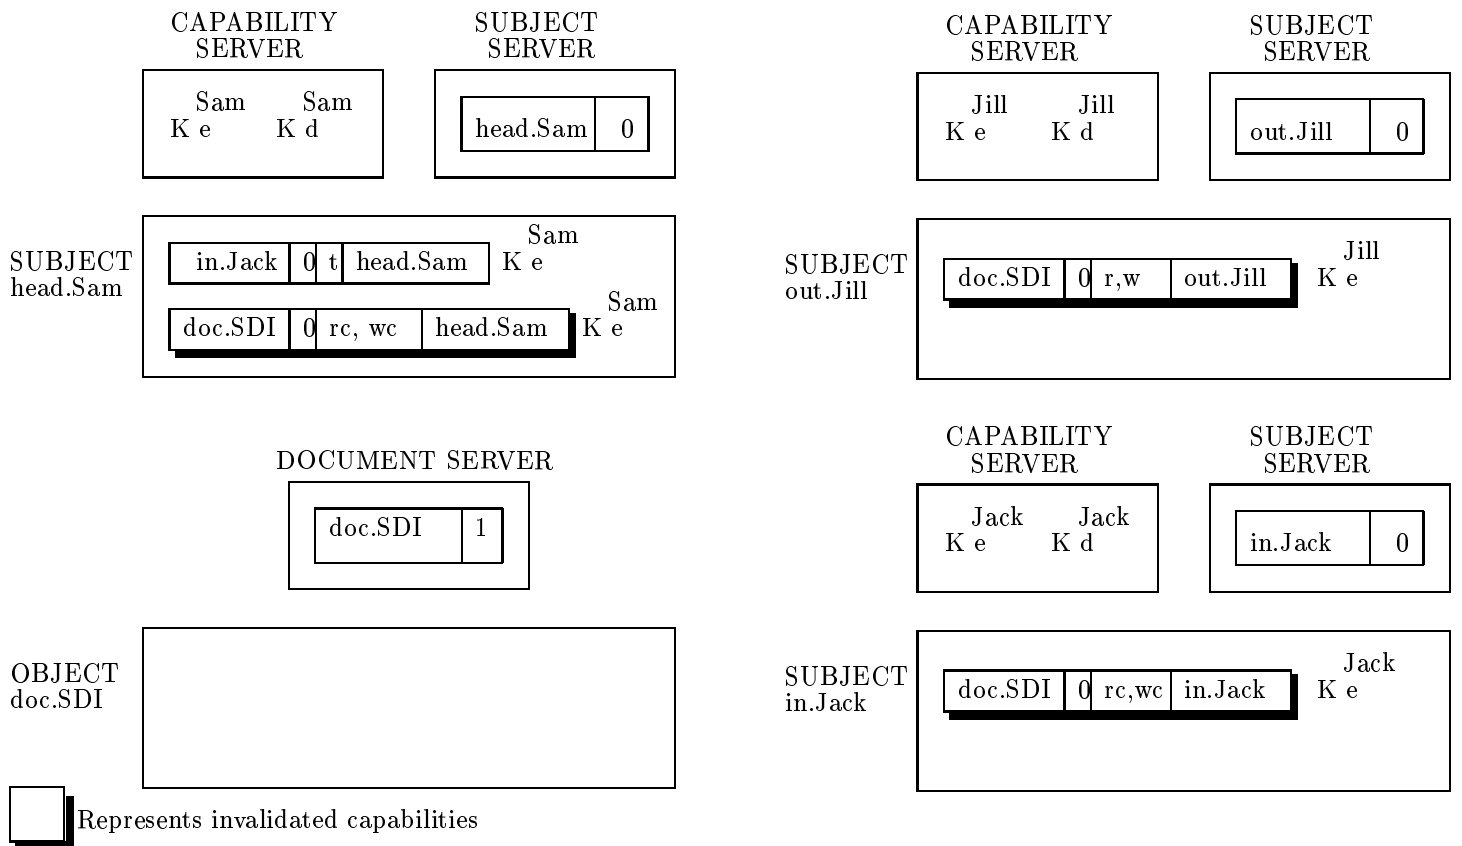 CAPABILITY
SERVER
SUBJECT
SERVER
Sam Sam
K e K d
head.Sam 0
SUBJECT
head.Sam
in.Jack 0 t head.Sam
Sam
K e
doc.SDI 0 rc, wc head.Sam
Sam
K e
CAPABILITY
SERVER
SUBJECT
SERVER
Jill Jill
K e K d
out.Jill 0
SUBJECT
out.Jill
doc.SDI 0 r,w out.Jill
Jill
K e
DOCUMENT SERVER
doc.SDI 1
OBJECT
doc.SDI
CAPABILITY
SERVER
SUBJECT
SERVER
Jack Jack
K e K d
in.Jack 0
SUBJECT
in.Jack
doc.SDI 0 rc,wc in.Jack
Jack
K e
Represents invalidated capabilities